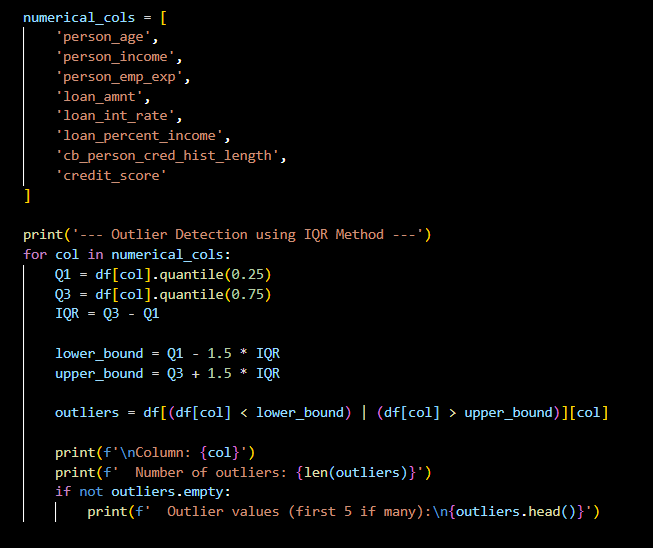 numerical_cols = [
    'person_age',
    'person_income',
    'person_emp_exp',
    'loan_amnt',
    'loan_int_rate',
    'loan_percent_income',
    'cb_person_cred_hist_length',
    'credit_score'
]

print('--- Outlier Detection using IQR Method ---')
for col in numerical_cols:
    Q1 = df[col].quantile(0.25)
    Q3 = df[col].quantile(0.75)
    IQR = Q3 - Q1

    lower_bound = Q1 - 1.5 * IQR
    upper_bound = Q3 + 1.5 * IQR

    outliers = df[(df[col] < lower_bound) | (df[col] > upper_bound)][col]

    print(f'\nColumn: {col}')
    print(f'  Number of outliers: {len(outliers)}')
    if not outliers.empty:
        print(f'  Outlier values (first 5 if many):\n{outliers.head()}')